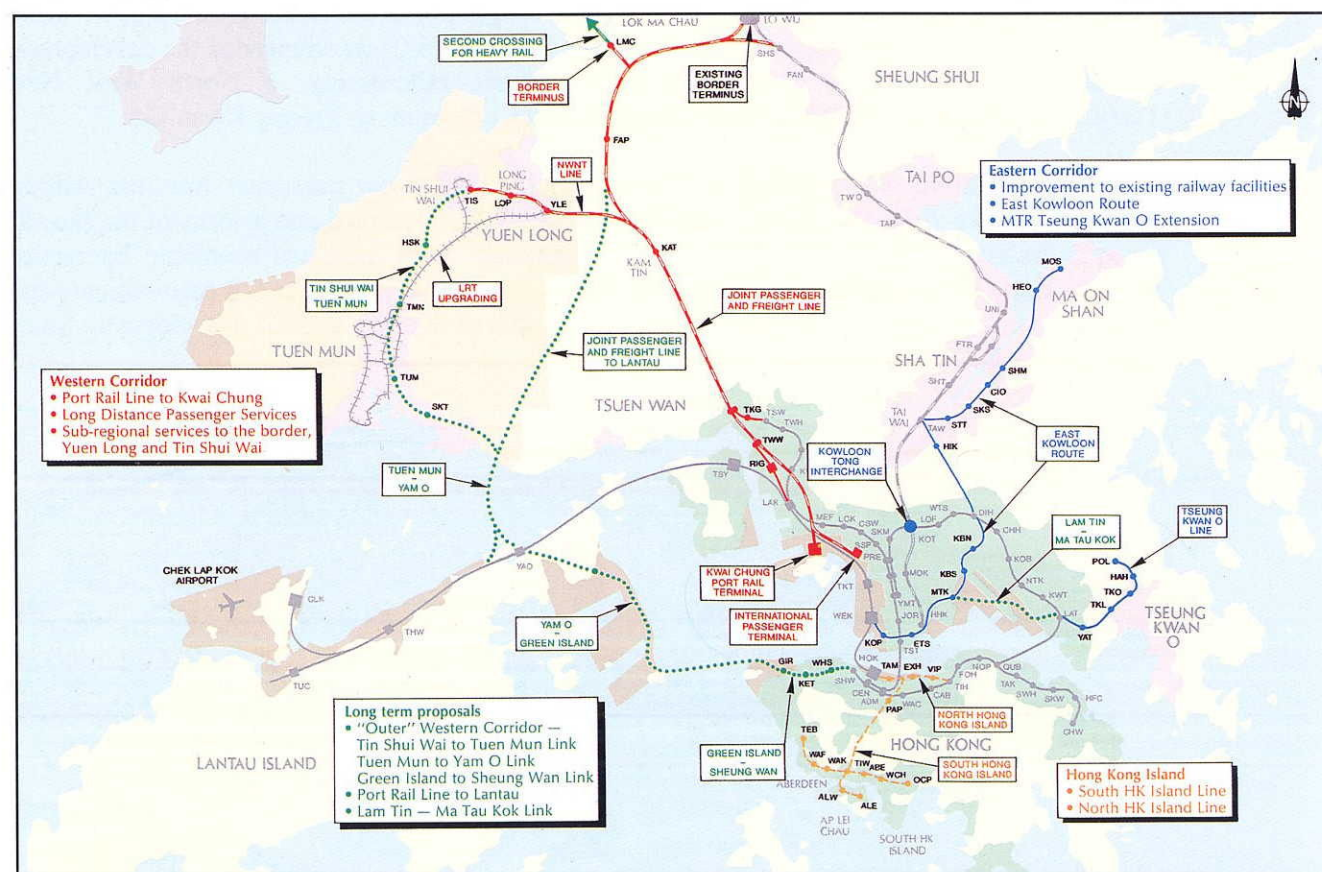 LOK MA CHAU
LO WU
SECOND CROSSING
FOR HEAVY RAIL
LMC
BORDER
TERMINUS
EXISTING
BORDER
TERMINUS
SHS
FAN
SHEUNG SHUI
N
FAP
NWNT
LINE
TIN SHUI
WAI
TIS
LONG
PING
LOP
YLE
YUEN LONG
TAI PO
TWO
TAP
Eastern Corridor
• Improvement to existing railway facilities
• East Kowloon Route
• MTR Tseung Kwan O Extension
HSK
TIN SHUI WAI
–
TUEN MUN
LRT
UPGRADING
KAT
KAM
TIN
MOS
HEO
MA ON
SHAN
TMN
TUEN MUN
JOINT PASSENGER
AND FREIGHT LINE
JOINT PASSENGER
AND FREIGHT LINE
TO LANTAU
UNI
FTR
SHA TIN
SHT
SHM
CIO
SKS
STT
TAI
WAI
TAW
HIK
Western Corridor
• Port Rail Line to Kwai Chung
• Long Distance Passenger Services
• Sub-regional services to the border,
Yuen Long and Tin Shui Wai
TUM
SKT
TSUEN WAN
TKG
TSW
TWH
TWW
RIG
K
KOWLOON
TONG
INTERCHANGE
EAST
KOWLOON
ROUTE
TUEN MUN
–
YAM O
TSY
LAK
MEF
LCK
CSW
SKM
SSP
PRE
KOT
LOF
WTS
DIH
CHH
KOB
NTK
KWT
LAT
KBN
KBS
MTK
LAM TIN
–
MA TAU KOK
TSEUNG
KWAN O
LINE
POL
HAH
TKO
TKL
YAT
TSEUNG
KWAN
O
CHEK LAP KOK
AIRPORT
CLK
YAO
THW
TUC
KWAI CHUNG
PORT RAIL
TERMINAL
INTERNATIONAL
PASSENGER
TERMINAL
TKT
WEK
MOK
YMT
JOR
HHK
KOP
ETS
TST
YAM O
–
GREEN ISLAND
GIR
WHS
KET
SHW
HOK
TAM
EXH
VIP
CEN
ADM
PAP
WAC
CAB
TIH
FOH
NOP
QUB
TAK
SWH
SKW
HFC
CHW
NORTH HONG
KONG ISLAND
HONG KONG
SOUTH HONG
KONG ISLAND
GREEN ISLAND
–
SHEUNG WAN
Long term proposals
• "Outer" Western Corridor —
Tin Shui Wai to Tuen Mun Link
Tuen Mun to Yam O Link
Green Island to Sheung Wan Link
• Port Rail Line to Lantau
• Lam Tin — Ma Tau Kok Link
LANTAU ISLAND
TEB
WAF
WAK
TIW
ABE
WCH
OCP
ABERDEEN
ALW
ALE
AP LEI
CHAU
SOUTH HK
ISLAND
Hong Kong Island
• South HK Island Line
• North HK Island Line